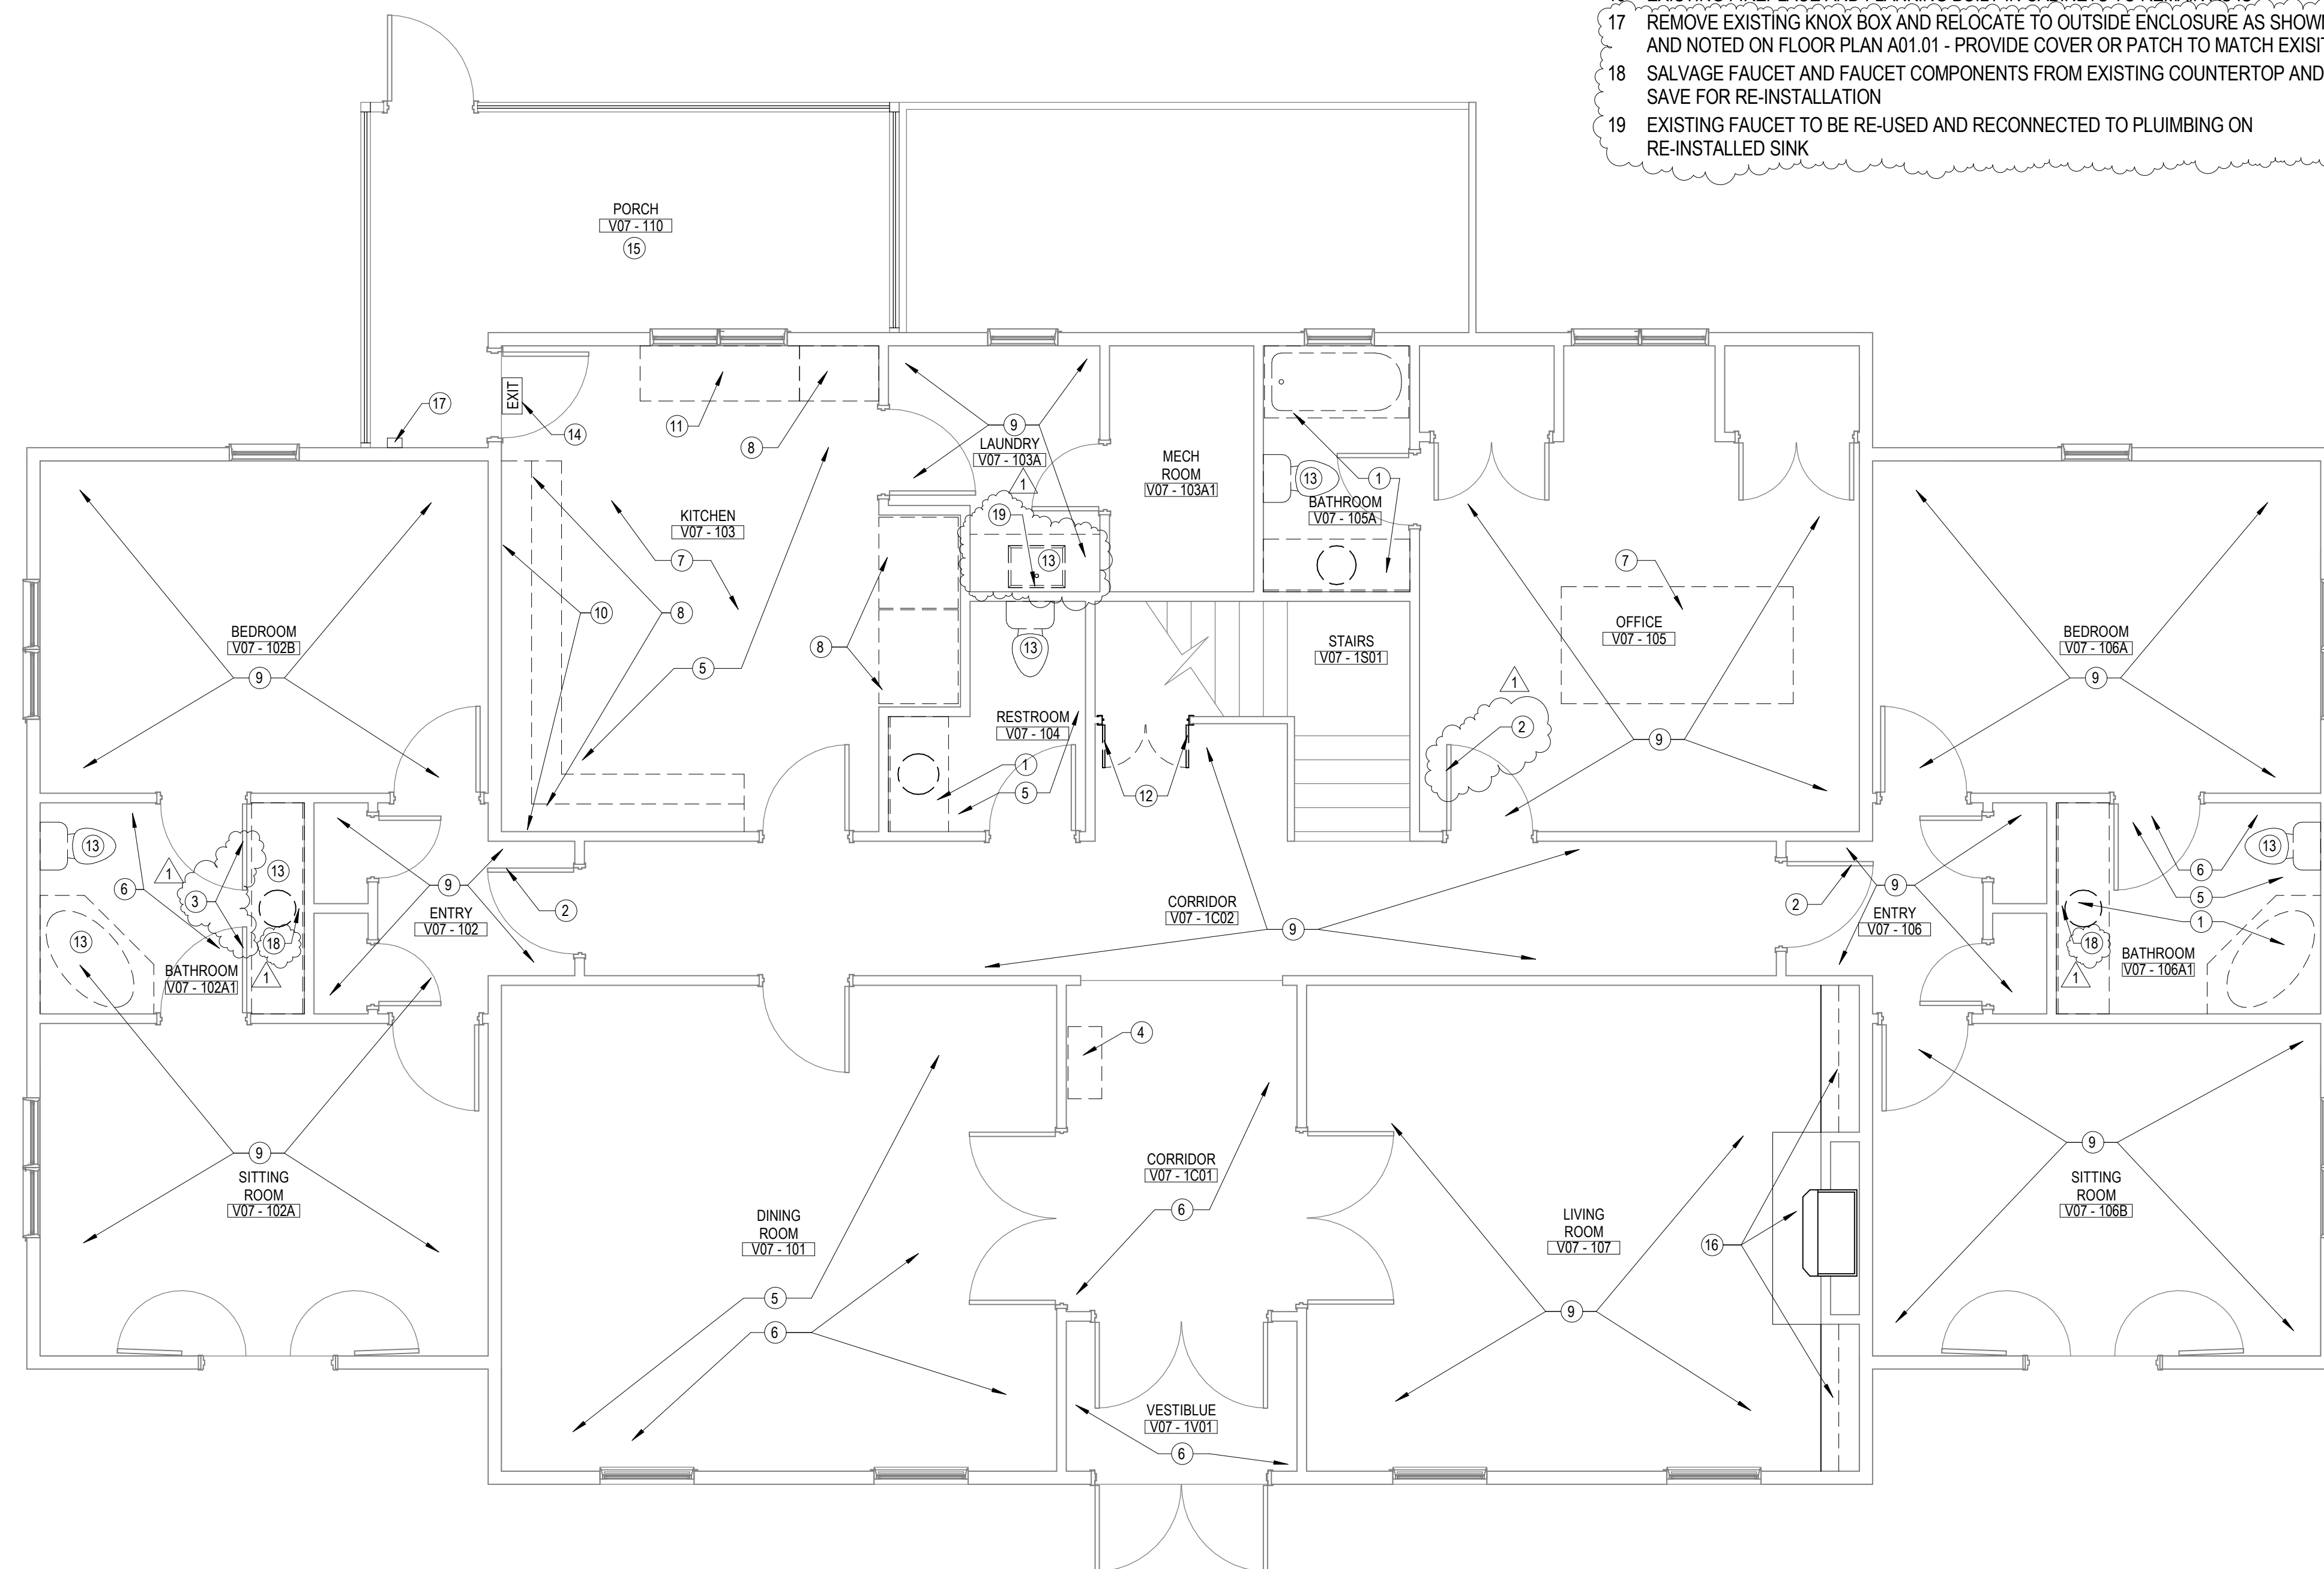 17 REMOVE EXISTING KNOX BOX AND RELOCATE TO OUTSIDE ENCLOSURE AS SHOWN
AND NOTED ON FLOOR PLAN A01.01 - PROVIDE COVER OR PATCH TO MATCH EXISIT
18 SALVAGE FAUCET AND FAUCET COMPONENTS FROM EXISTING COUNTERTOP AND
SAVE FOR RE-INSTALLATION
19 EXISTING FAUCET TO BE RE-USED AND RECONNECTED TO PLUIMBING ON
RE-INSTALLED SINK
PORCH
V07 - 110
15
EXIT
17
14
11
8
9
LAUNDRY
V07 - 103A
1
MECH
ROOM
V07 - 103A1
13
1
BATHROOM
V07 - 105A
KITCHEN
V07 - 103
7
19
13
10
8
5
8
13
RESTROOM
V07 - 104
1
5
STAIRS
V07 - 1S01
12
7
OFFICE
V07 - 105
1
2
9
BEDROOM
V07 - 102B
9
BEDROOM
V07 - 106A
9
13
6
1
3
13
13
18
1
BATHROOM
V07 - 102A1
9
ENTRY
V07 - 102
2
CORRIDOR
V07 - 1C02
9
2
9
ENTRY
V07 - 106
13
6
5
1
18
1
BATHROOM
V07 - 106A1
9
SITTING
ROOM
V07 - 102A
DINING
ROOM
V07 - 101
5
6
4
CORRIDOR
V07 - 1C01
6
VESTIBLUE
V07 - 1V01
6
LIVING
ROOM
V07 - 107
9
16
9
SITTING
ROOM
V07 - 106B